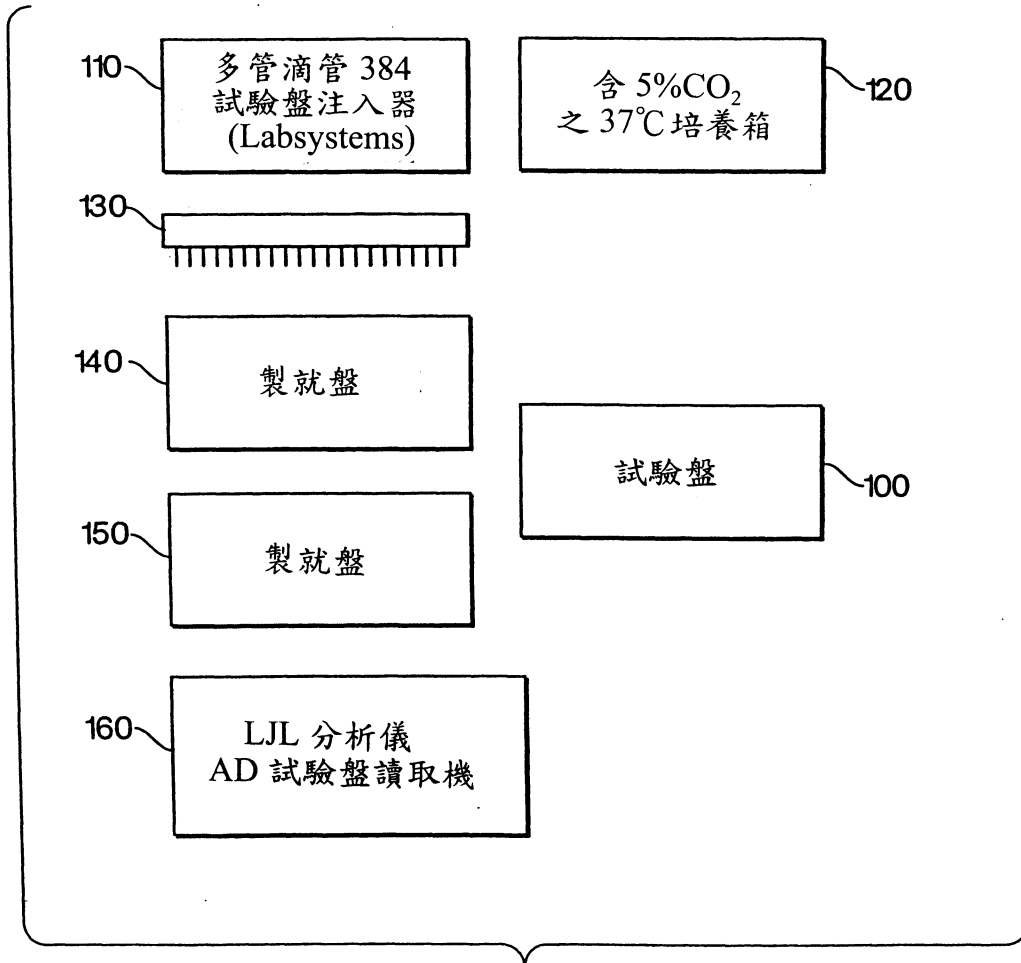 110
多管滴管 384
試驗盤注入器
(Labsystems)
含 5%CO₂
之 37℃培養箱
120
130
140
製就盤
試驗盤
100
150
製就盤
160
LJL 分析儀
AD 試驗盤讀取機